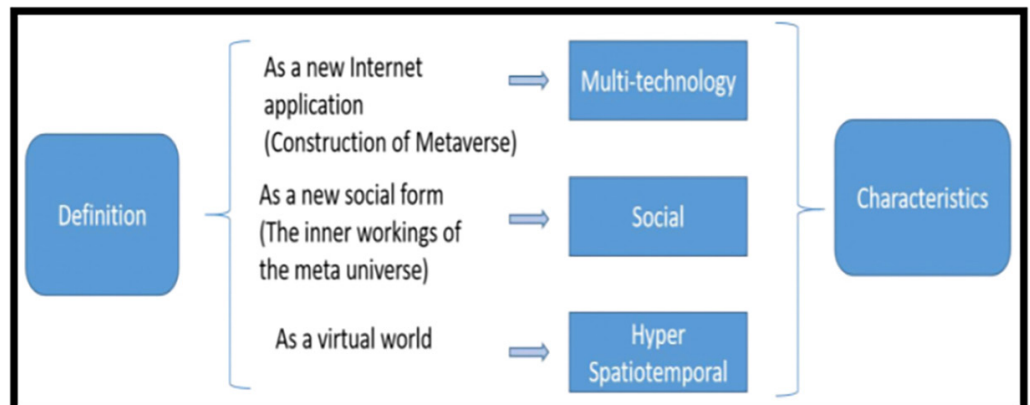 Definition
As a new Internet
application
(Construction of Metaverse)
Multi-technology
As a new social form
(The inner workings of
the meta universe)
Social
As a virtual world
Hyper
Spatiotemporal
Characteristics